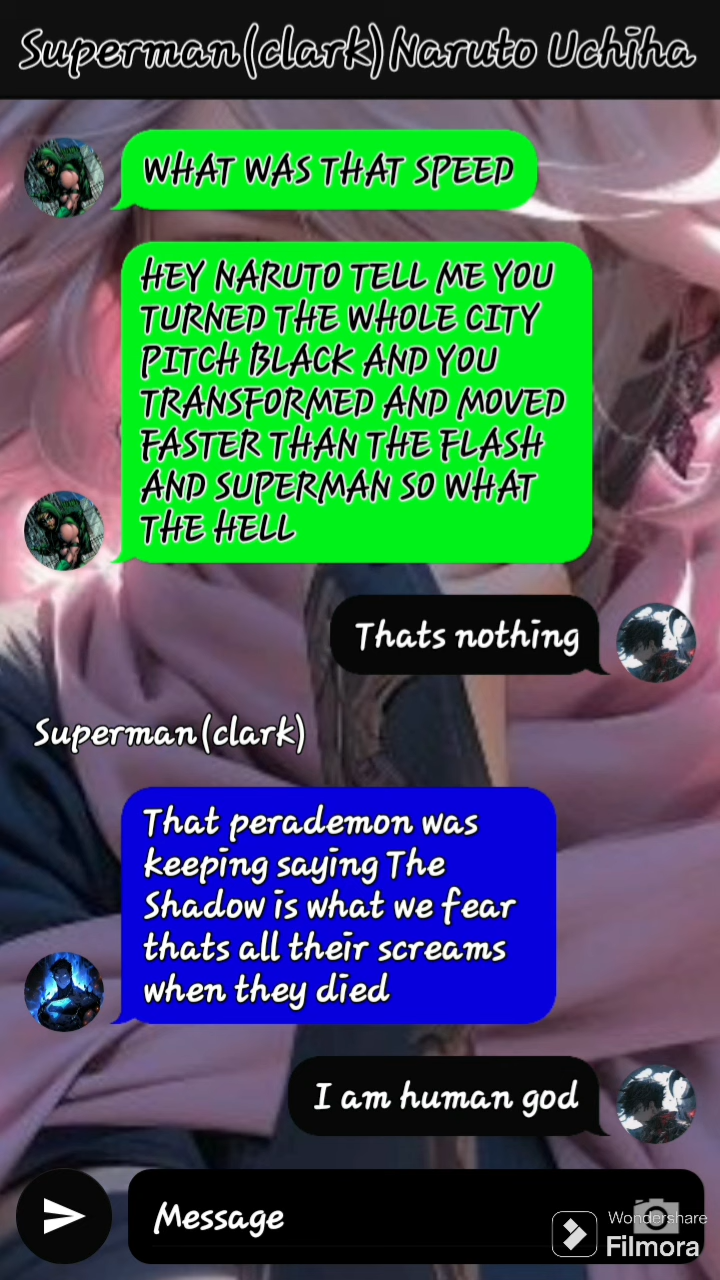 Superman(clark)Naruto Uchiha
WHAT WAS THAT SPEED
HEY NARUTO TELL ME YOU
TURNED THE WHOLE CITY
PITCH BLACK AND YOU
TRANSFORMED AND MOVED
FASTER THAN THE FLASH
AND SUPERMAN SO WHAT
THE HELL
Thats nothing
Superman(clark)
That perademon was
keeping saying The
Shadow is what we fear
thats all their screams
when they died
I am human god
Message
Wondershare
Filmora